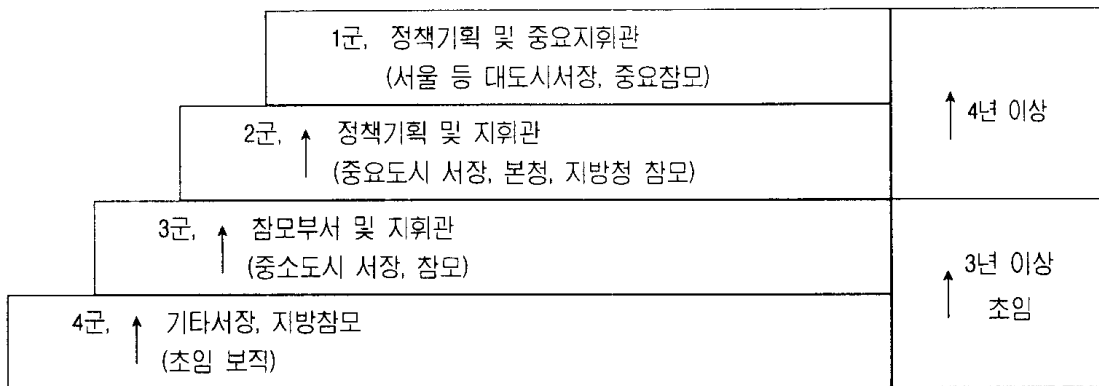 1군, 정책기획 및 중요지휘관
(서울 등 대도시서장, 중요참모)
2군, ↑ 정책기획 및 지휘관
(중요도시 서장, 본청, 지방청 참모)
↑ 4년 이상
3군, ↑ 참모부서 및 지휘관
(중소도시 서장, 참모)
4군, ↑ 기타서장, 지방참모
(초임 보직)
↑ 3년 이상
초임